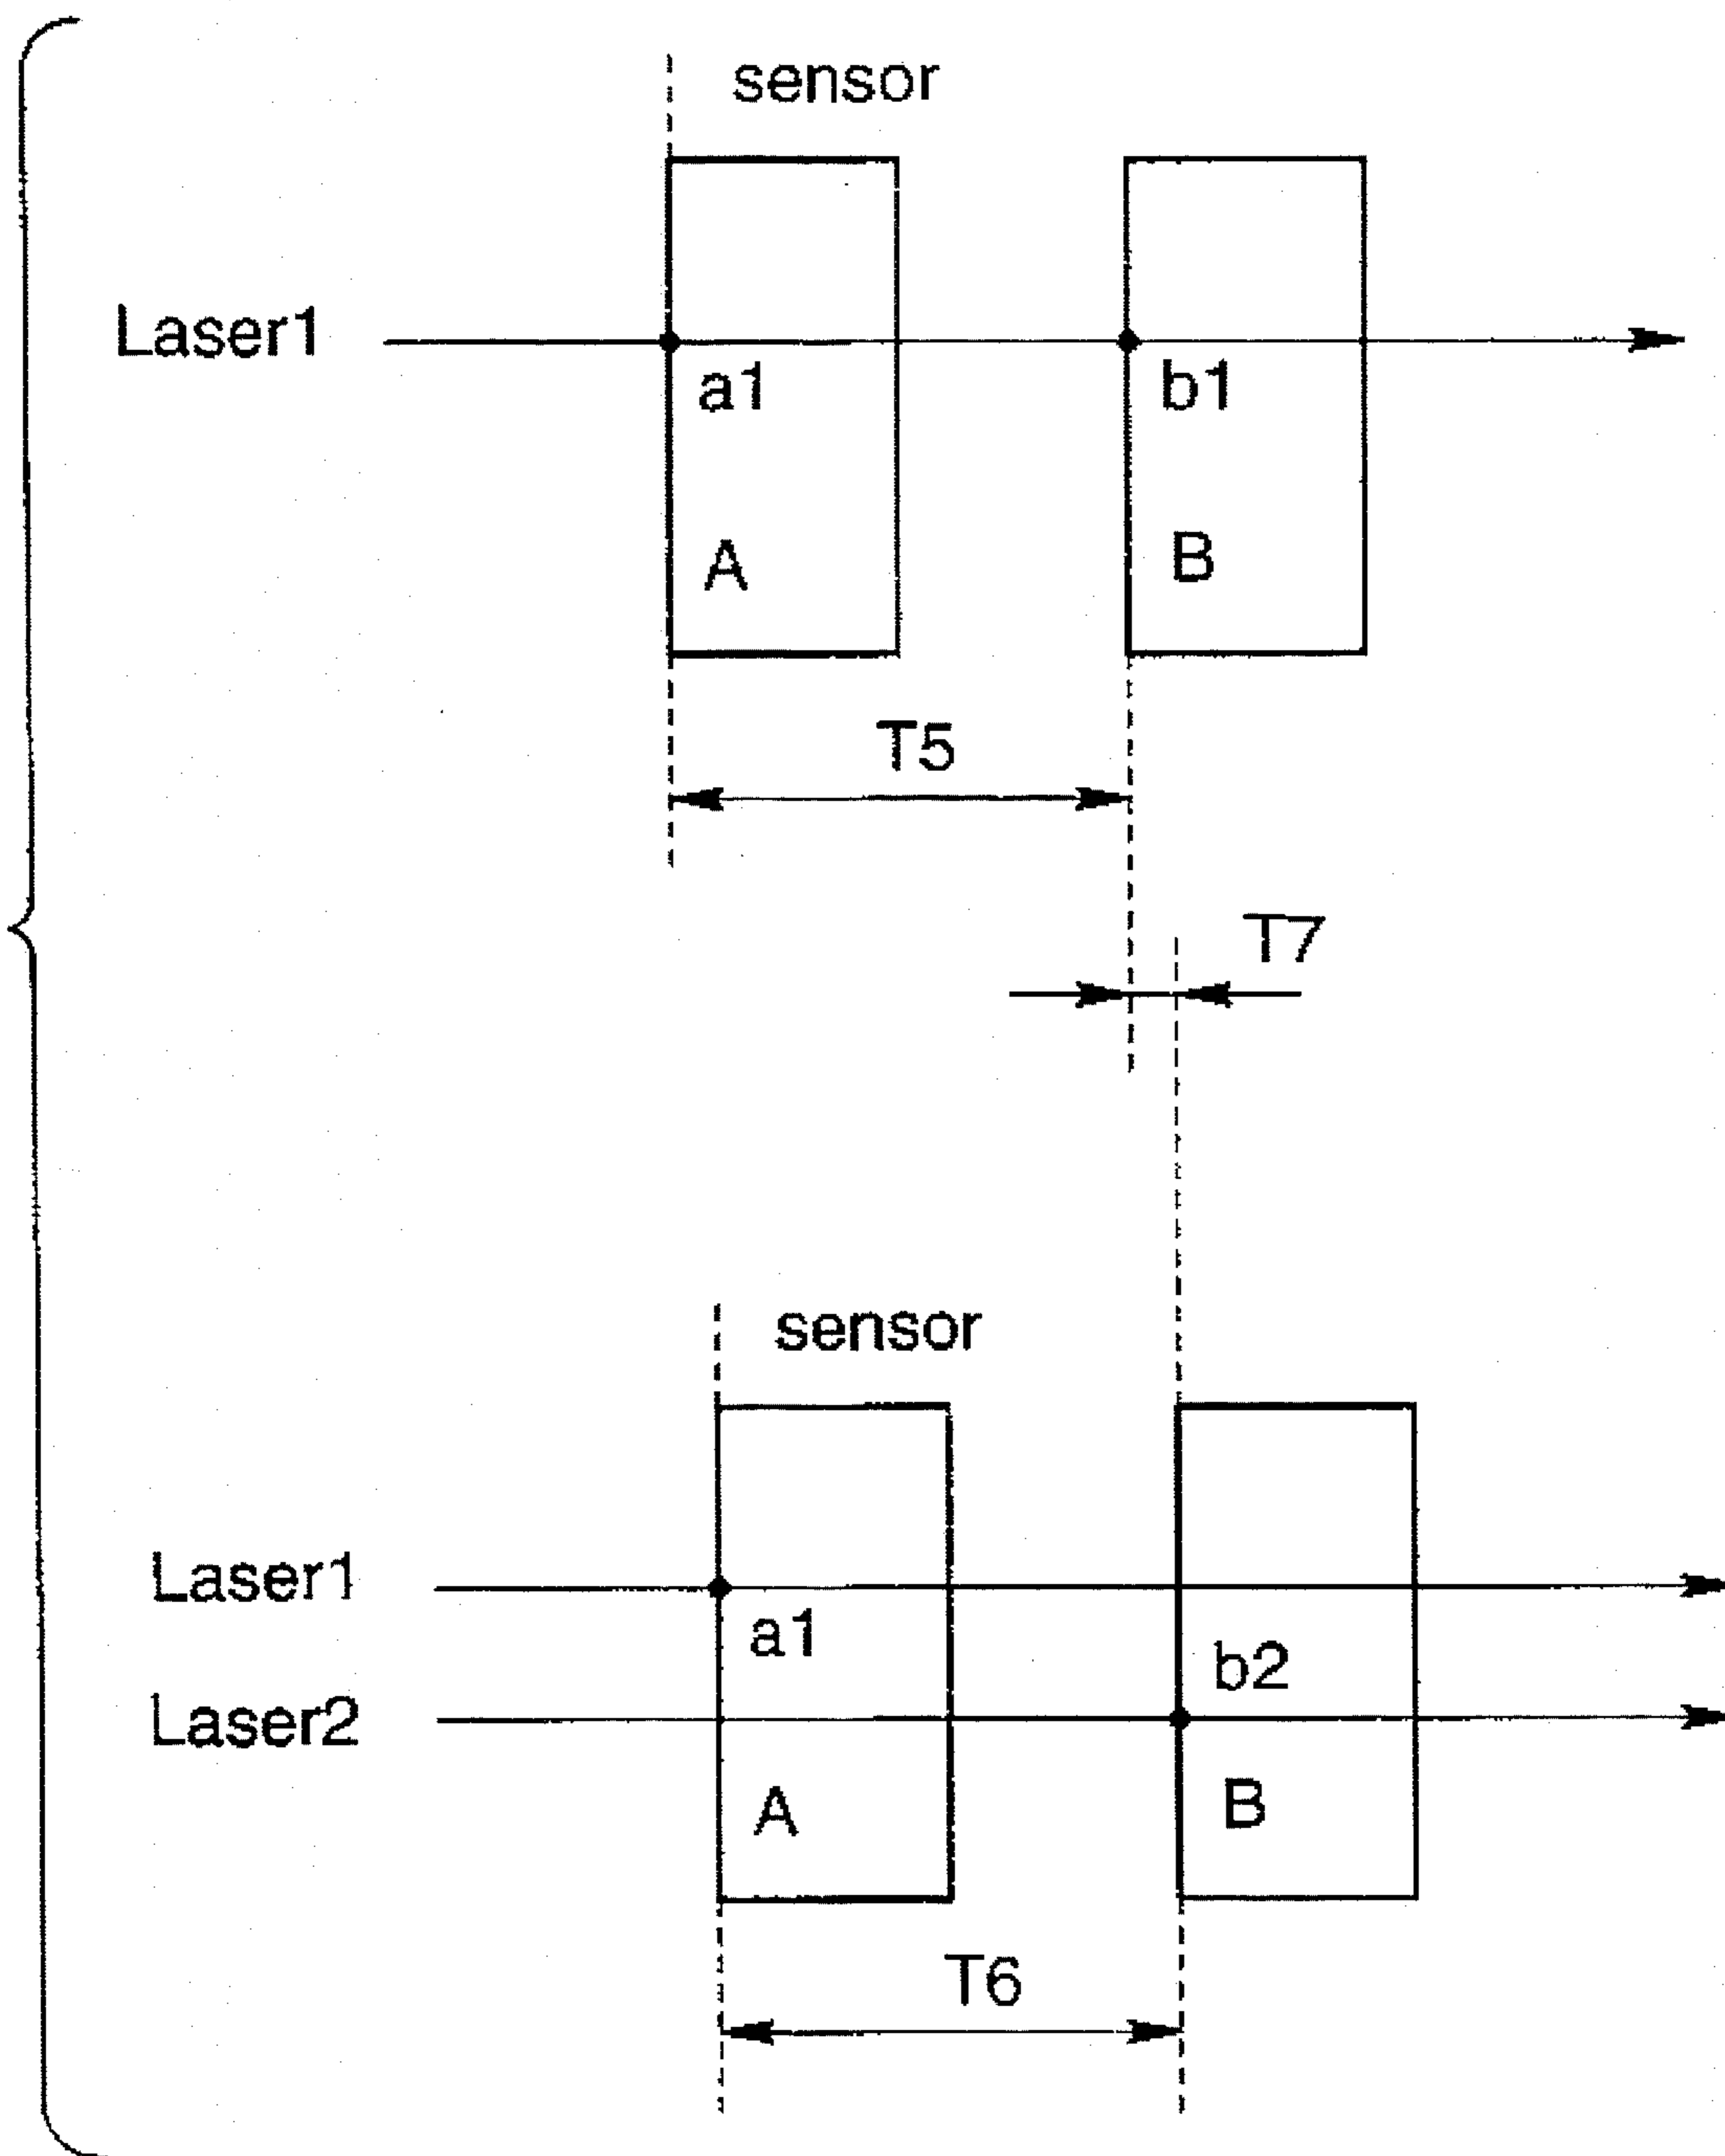 sensor
Laser1
a1
b1
A
B
T5
T7
sensor
Laser1
a1
b2
Laser2
A
B
T6